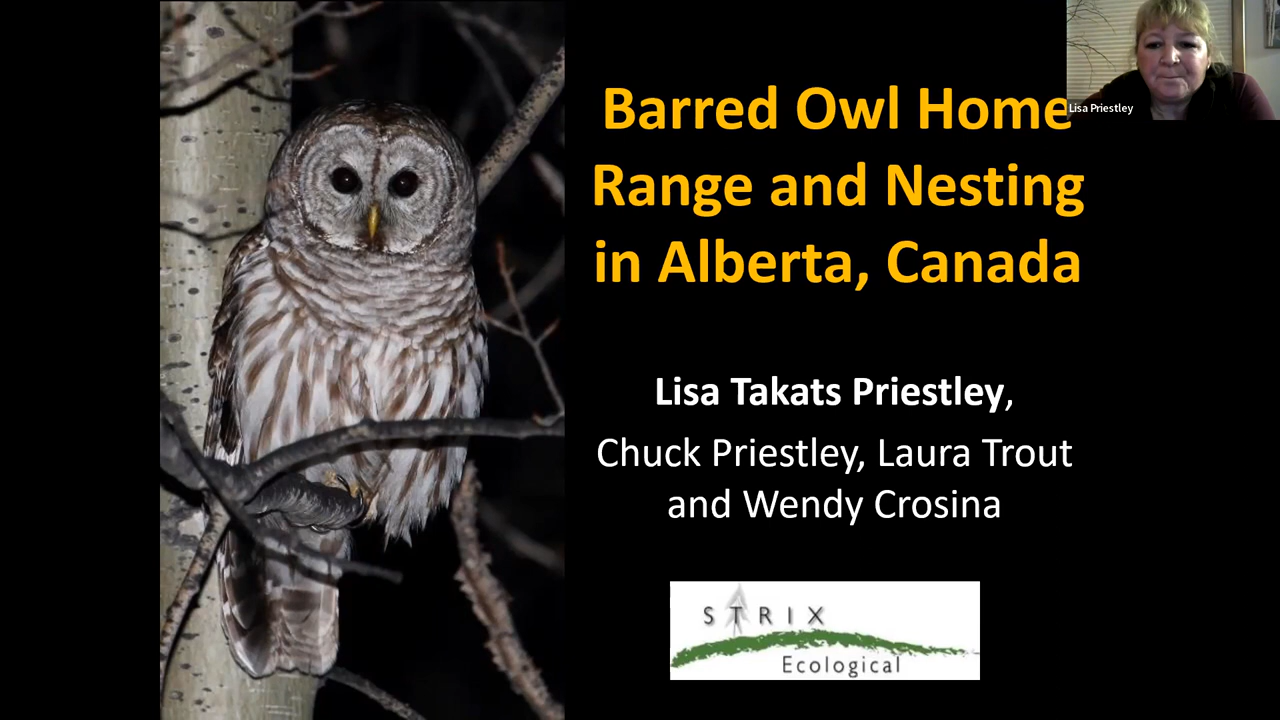 Barred Owl Home
Range and Nesting
in Alberta, Canada
Lisa Priestley
Lisa Takats Priestley,
Chuck Priestley, Laura Trout
and Wendy Crosina
STRIX
Ecological